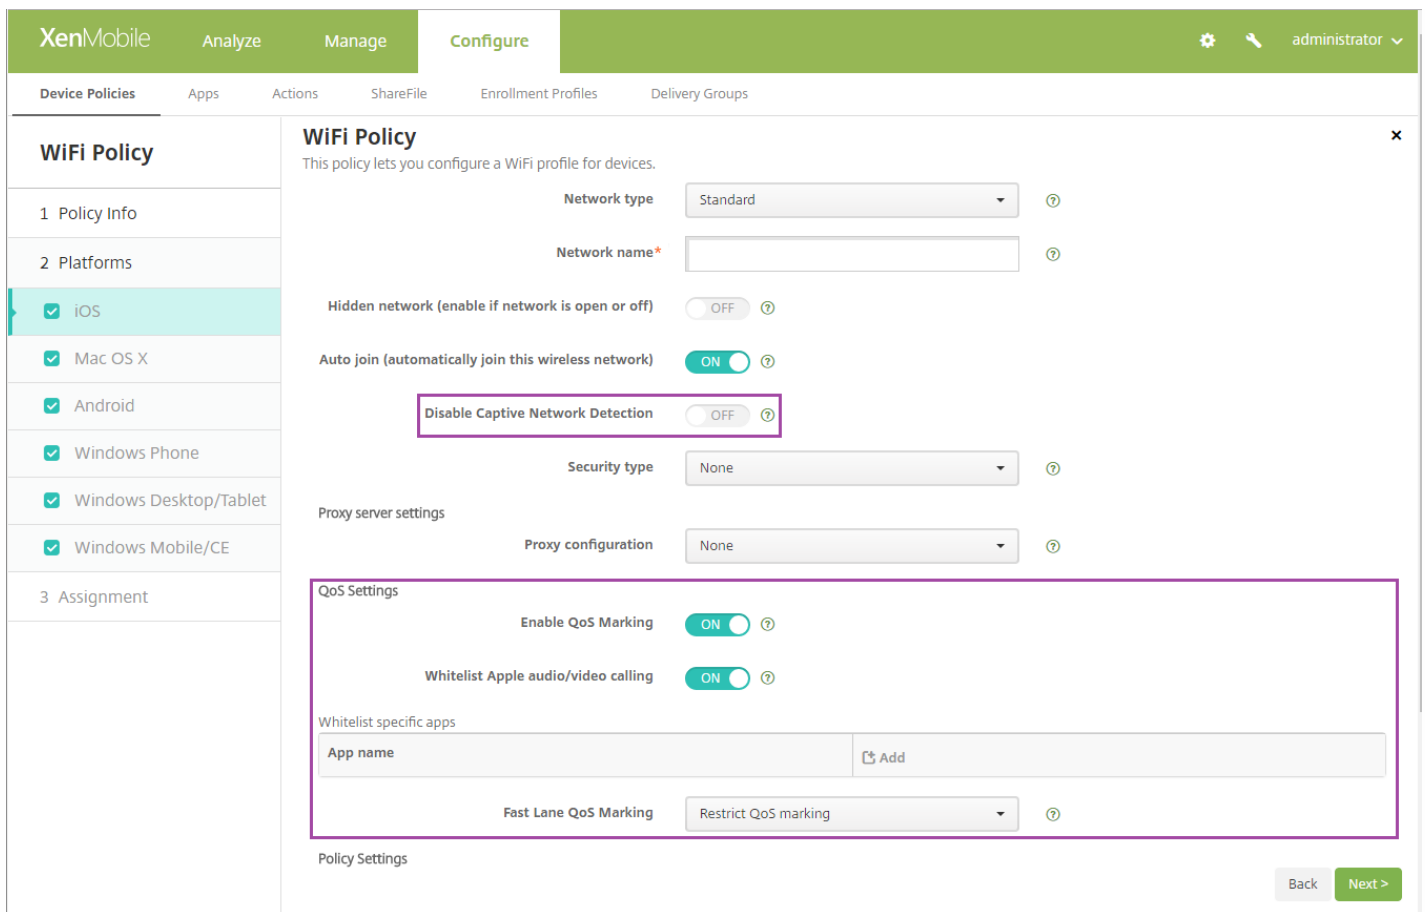 XenMobile Analyze Manage Configure administrator
Device Policies Apps Actions ShareFile Enrollment Profiles Delivery Groups
WiFi Policy
1 Policy Info
2 Platforms
iOS
Mac OS X
Android
Windows Phone
Windows Desktop/Tablet
Windows Mobile/CE
3 Assignment
WiFi Policy
This policy lets you configure a WiFi profile for devices.
Network type Standard
Network name*
Hidden network (enable if network is open or off) OFF
Auto join (automatically join this wireless network) ON
Disable Captive Network Detection OFF
Security type None
Proxy server settings
Proxy configuration None
QoS Settings
Enable QoS Marking ON
Whitelist Apple audio/video calling ON
Whitelist specific apps
App name Add
Fast Lane QoS Marking Restrict QoS marking
Policy Settings
Back Next >